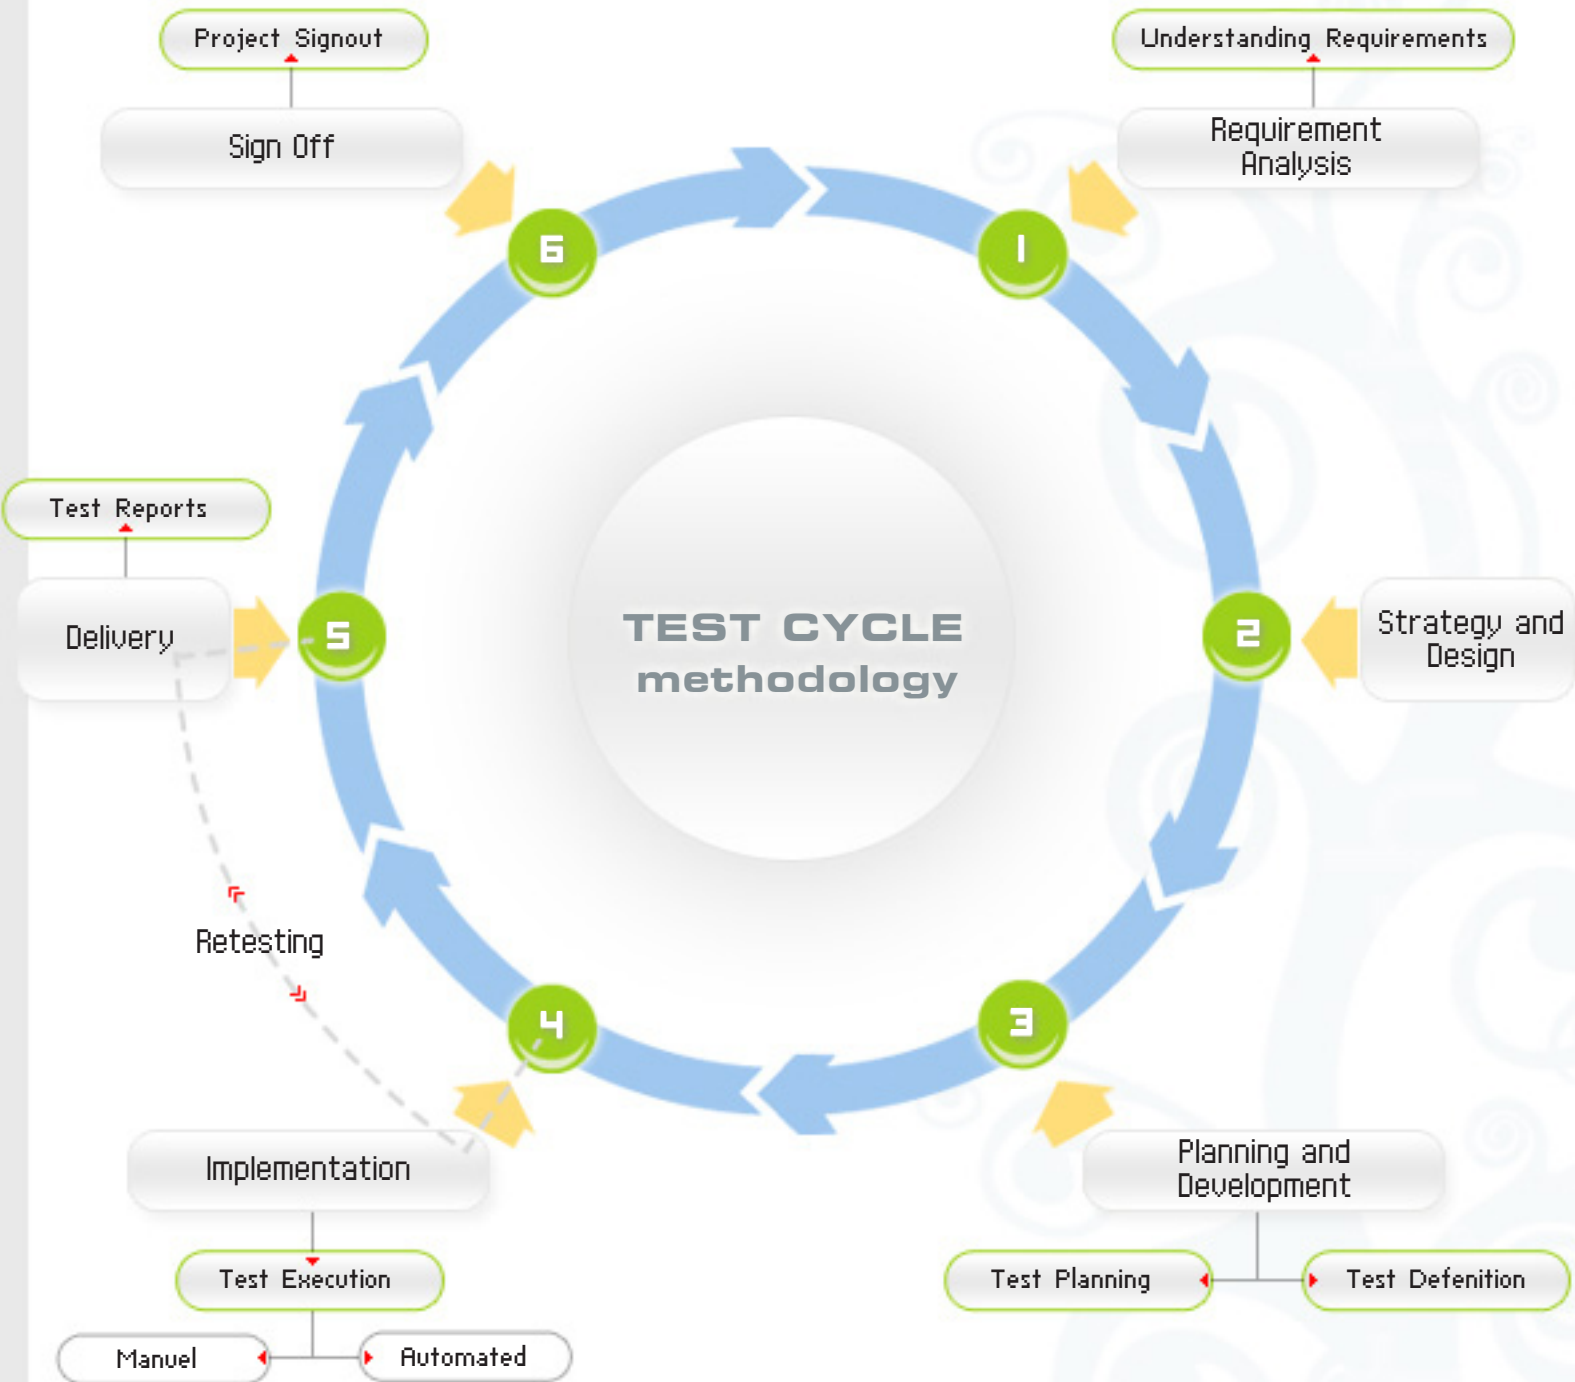 Project Signout
Understanding Requirements
Sign Off
Requirement
Analysis
6
1
Test Reports
Delivery
5
TEST CYCLE
methodology
2
Strategy and
Design
Retesting
4
3
Implementation
Planning and
Development
Test Execution
Test Planning
Test Defenition
Manuel
Automated